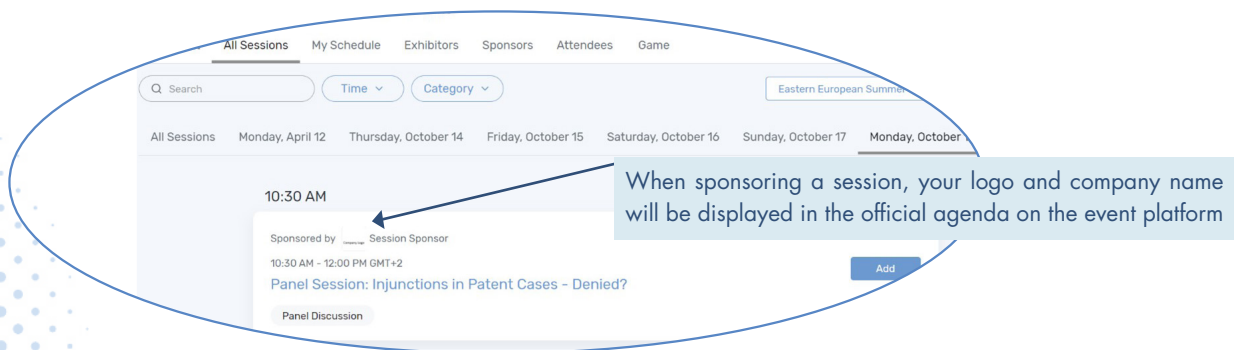 All Sessions My Schedule Exhibitors Sponsors Attendees Game
Search Time Category Eastern European Summer
All Sessions Monday, April 12 Thursday, October 14 Friday, October 15 Saturday, October 16 Sunday, October 17 Monday, October
When sponsoring a session, your logo and company name
will be displayed in the official agenda on the event platform
10:30 AM
Sponsored by Session Sponsor
10:30 AM - 12:00 PM GMT+2
Add
Panel Session: Injunctions in Patent Cases - Denied?
Panel Discussion